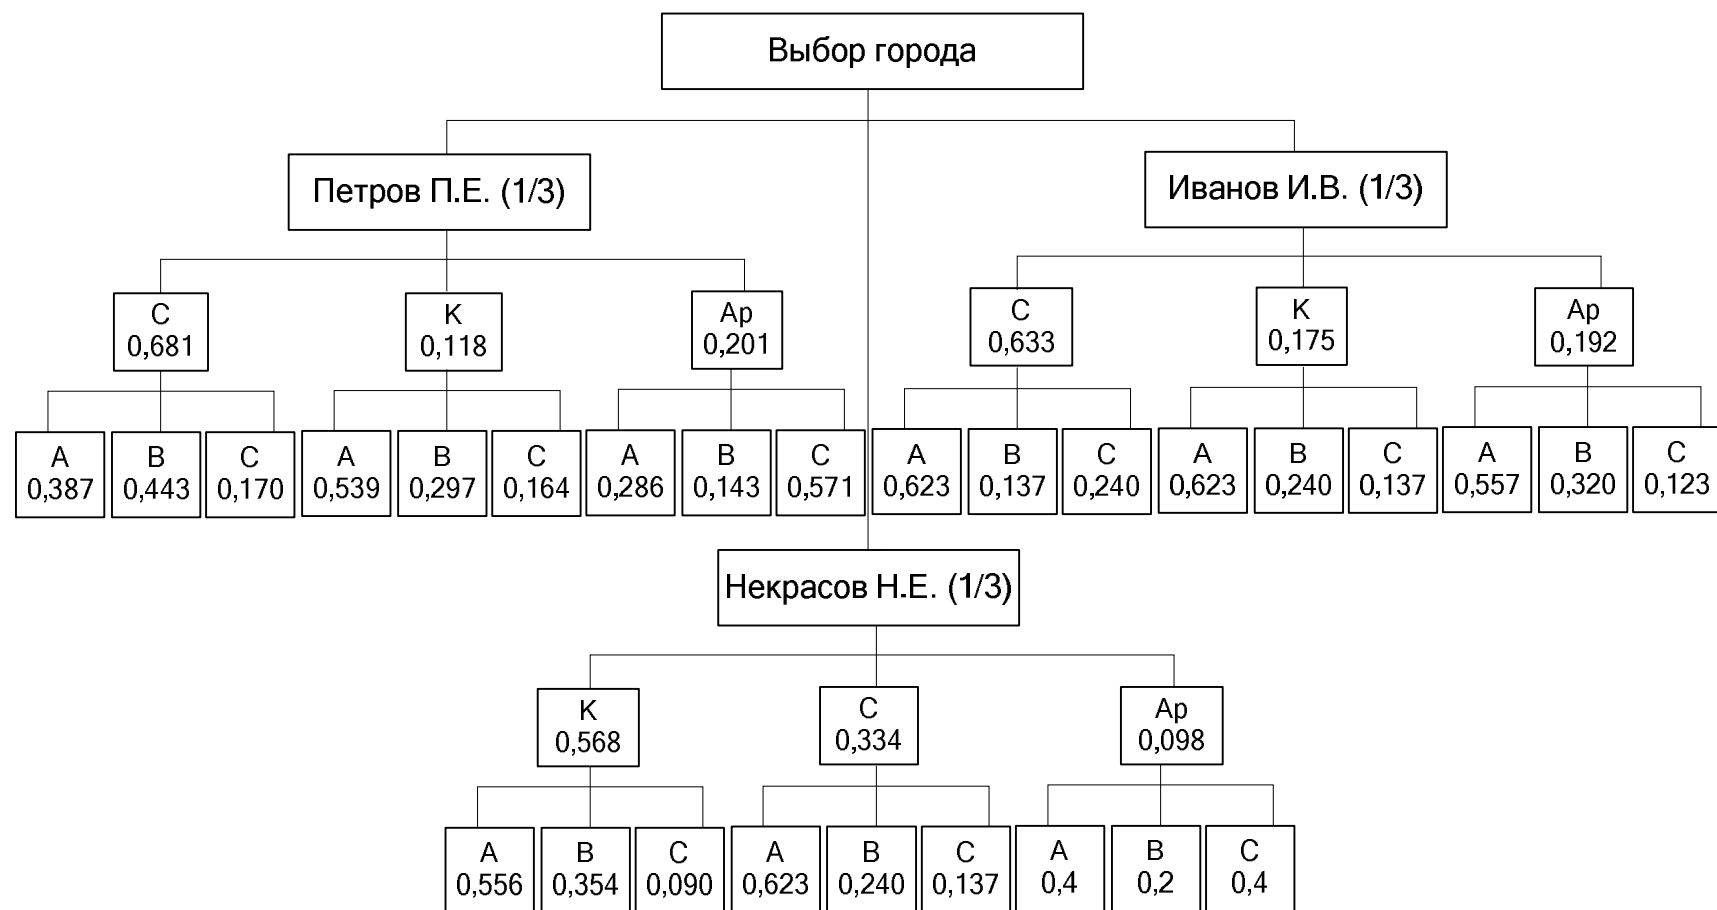 Выбор города
Петров П.Е. (1/3)
Иванов И.В. (1/3)
С
0,681
К
0,118
Ар
0,201
С
0,633
К
0,175
Ар
0,192
А
0,387
В
0,443
С
0,170
А
0,539
В
0,297
С
0,164
А
0,286
В
0,143
С
0,571
А
0,623
В
0,137
С
0,240
А
0,623
В
0,240
С
0,137
А
0,557
В
0,320
С
0,123
Некрасов Н.Е. (1/3)
К
0,568
С
0,334
Ар
0,098
А
0,556
В
0,354
С
0,090
А
0,623
В
0,240
С
0,137
А
0,4
В
0,2
С
0,4